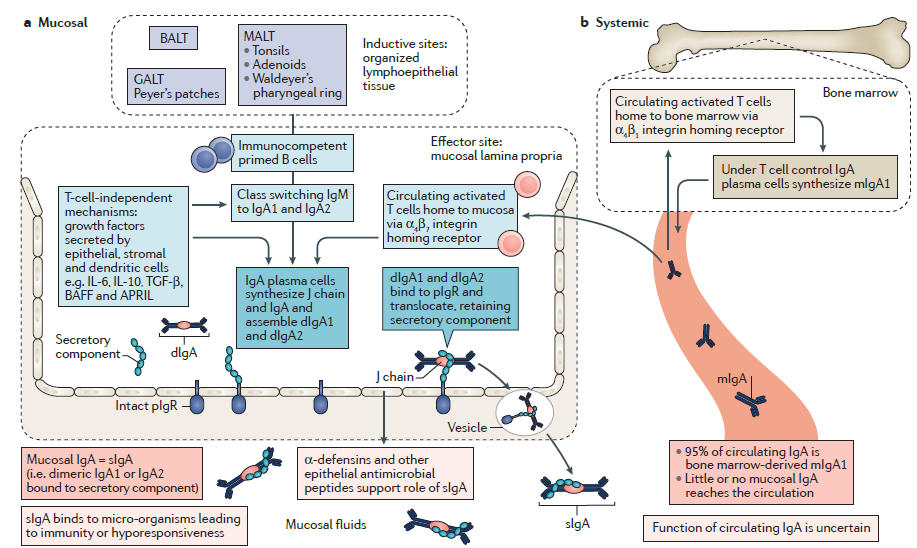 a Mucosal
BALT
GALT
Peyer's patches
MALT
• Tonsils
• Adenoids
• Waldeyer's
pharyngeal ring
Inductive sites:
organized
lymphoepithelial
tissue
Immunocompetent
primed B cells
Effector site:
mucosal lamina propria
T-cell-independent
mechanisms:
growth factors
secreted by
epithelial, stromal
and dendritic cells
e.g. IL-6, IL-10, TGF-β,
BAFF and APRIL
Class switching IgM
to IgA1 and IgA2
Circulating activated
T cells home to mucosa
via α4β7 integrin
homing receptor
IgA plasma cells
synthesize J chain
and IgA and
assemble dIgA1
and dIgA2
dIgA1 and dIgA2
bind to pIgR and
translocate, retaining
secretory component
Secretory
component
dIgA
J chain
Intact pIgR
Vesicle
Mucosal IgA = sIgA
(i.e. dimeric IgA1 or IgA2
bound to secretory component)
α-defensins and other
epithelial antimicrobial
peptides support role of sIgA
sIgA binds to micro-organisms leading
to immunity or hyporesponsiveness
Mucosal fluids
sIgA
b Systemic
Bone marrow
Circulating activated T cells
home to bone marrow via
α4β1 integrin homing receptor
Under T cell control IgA
plasma cells synthesize mIgA1
mIgA
• 95% of circulating IgA is
bone marrow-derived mIgA1
• Little or no mucosal IgA
reaches the circulation
Function of circulating IgA is uncertain